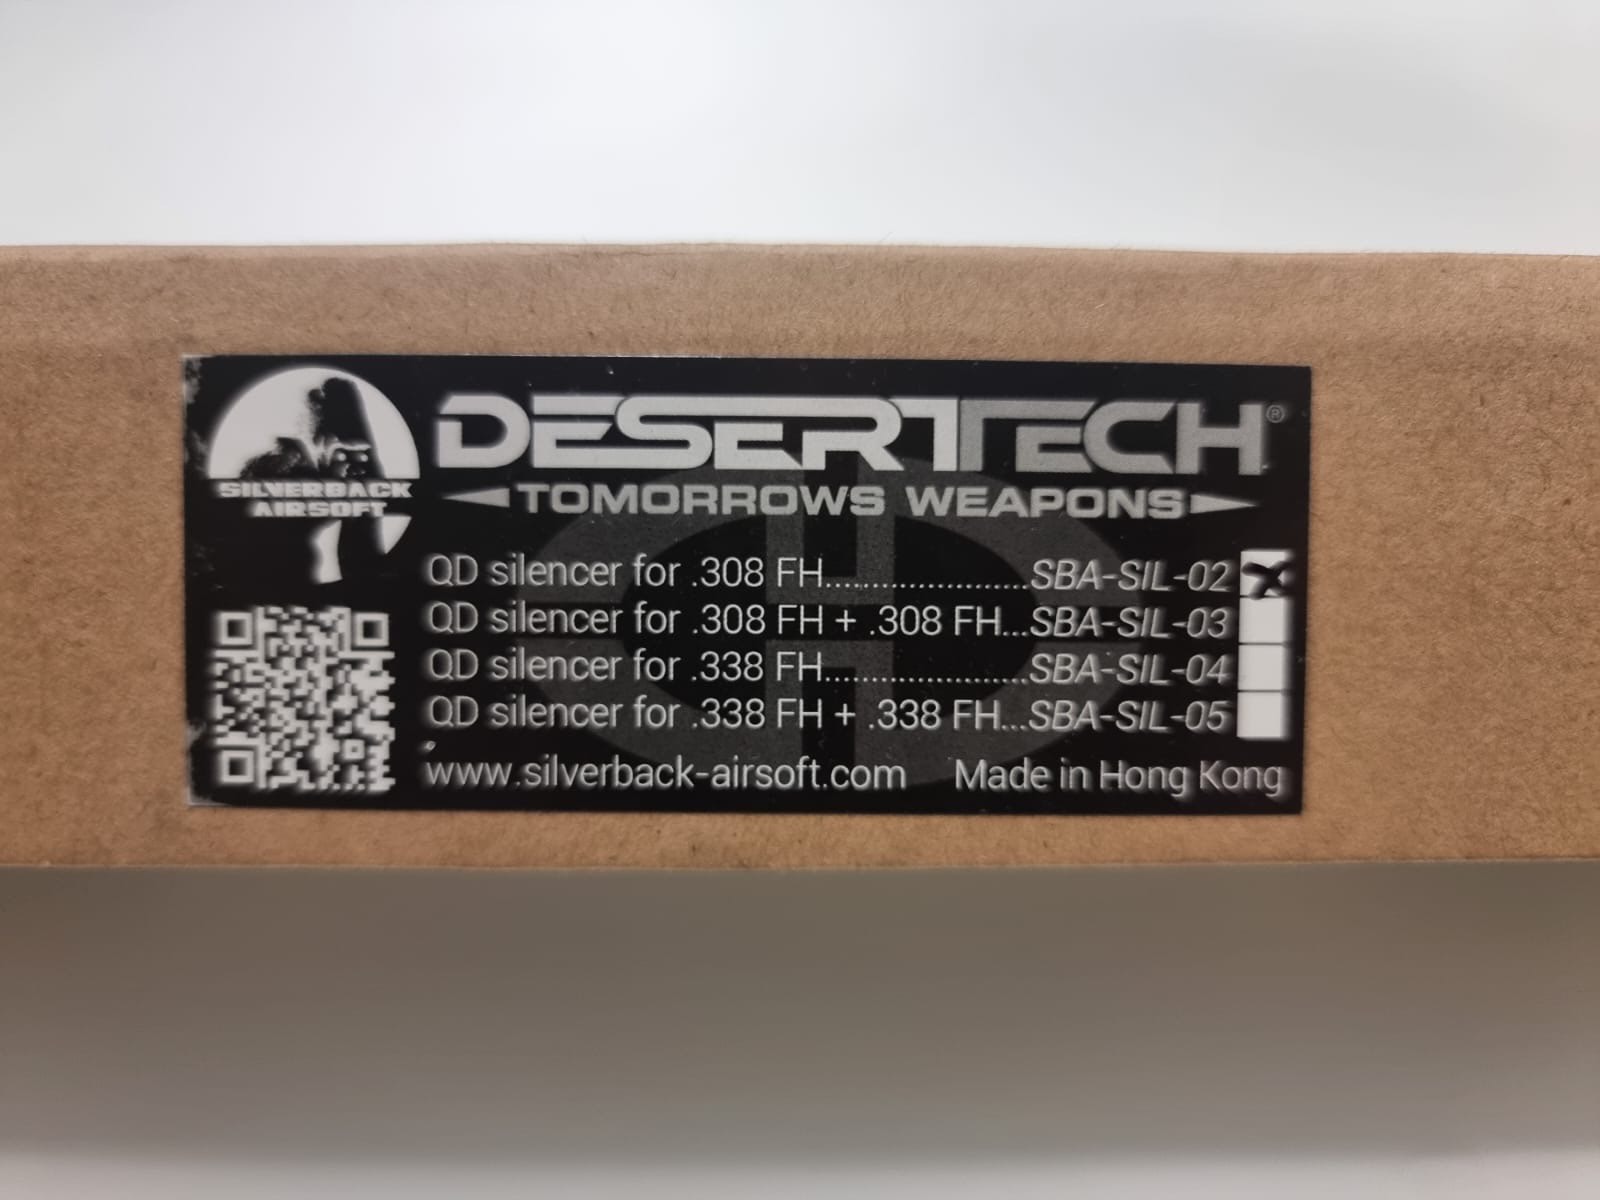 SILVERBACK
AIRSOFT
DESERTTECH®
TOMORROWS WEAPONS
QD silencer for .308 FH......................SBA-SIL-02 X
QD silencer for .308 FH + .308 FH...SBA-SIL-03
QD silencer for .338 FH......................SBA-SIL-04
QD silencer for .338 FH + .338 FH...SBA-SIL-05
www.silverback-airsoft.com Made in Hong Kong